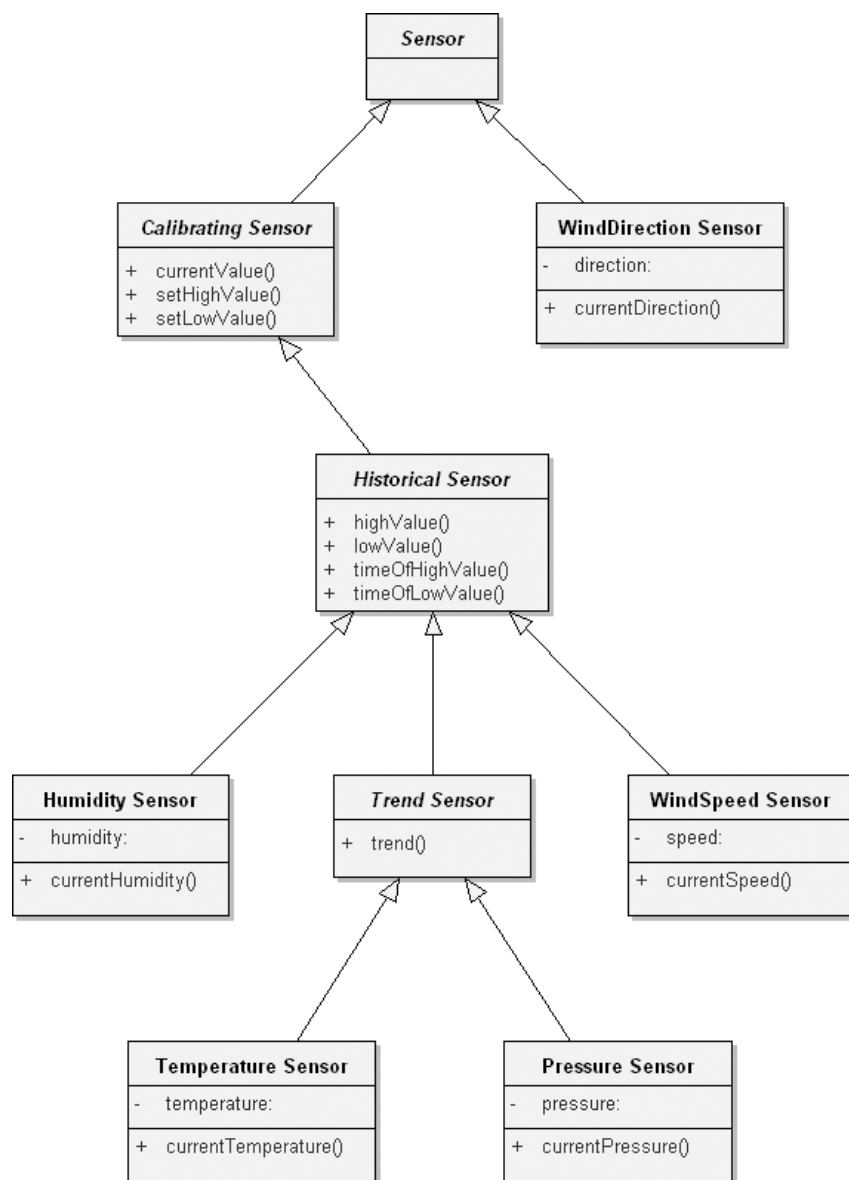 Sensor
Calibrating Sensor
+ currentValue()
+ setHighValue()
+ setLowValue()
WindDirection Sensor
- direction:
+ currentDirection()
Historical Sensor
+ highValue()
+ lowValue()
+ timeOfHighValue()
+ timeOfLowValue()
Humidity Sensor
- humidity:
+ currentHumidity()
Trend Sensor
+ trend()
WindSpeed Sensor
- speed:
+ currentSpeed()
Temperature Sensor
- temperature:
+ currentTemperature()
Pressure Sensor
- pressure:
+ currentPressure()